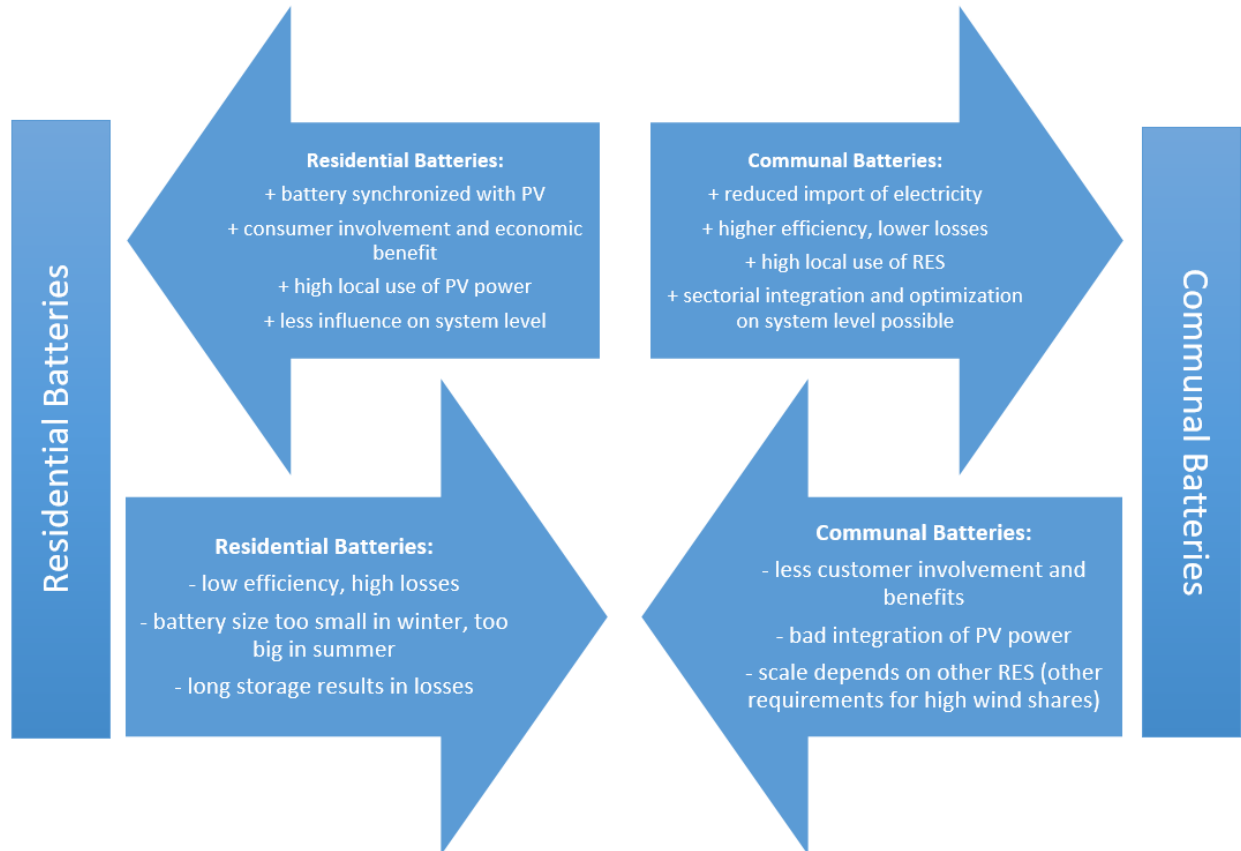 Residential Batteries
Residential Batteries:
+ battery synchronized with PV
+ consumer involvement and economic
benefit
+ high local use of PV power
+ less influence on system level
Communal Batteries:
+ reduced import of electricity
+ higher efficiency, lower losses
+ high local use of RES
+ sectorial integration and optimization
on system level possible
Residential Batteries:
- low efficiency, high losses
- battery size too small in winter, too
big in summer
- long storage results in losses
Communal Batteries:
- less customer involvement and
benefits
- bad integration of PV power
- scale depends on other RES (other
requirements for high wind shares)
Communal Batteries